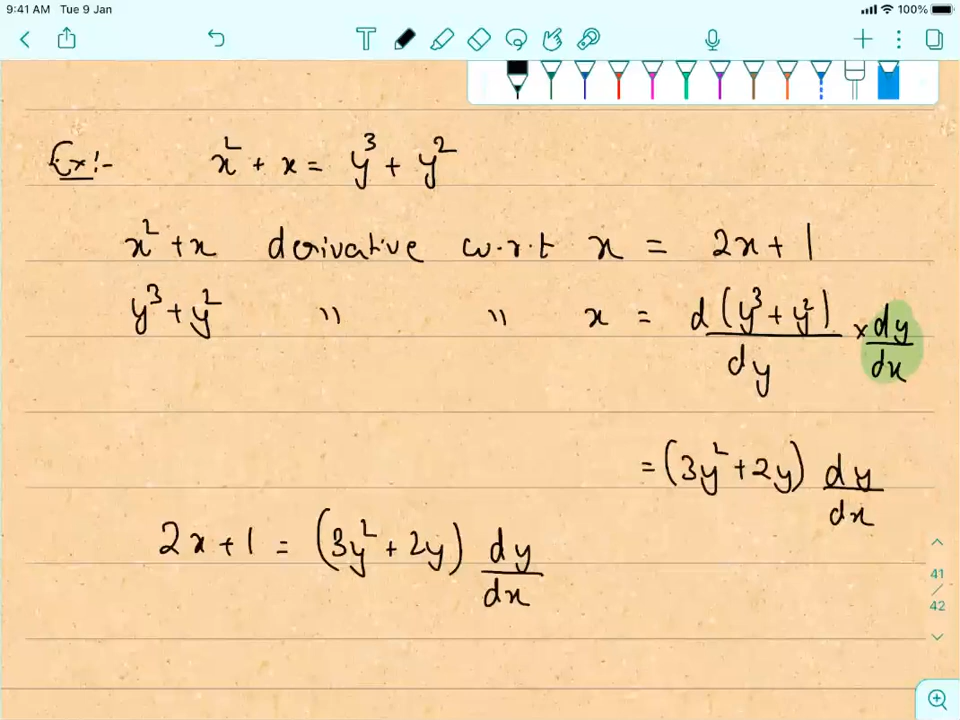 9:41 AM Tue 9 Jan 100%
Ex:- x² + x = y³ + y²
x² + x derivative w.r.t x = 2x + 1
y³ + y² " " x = d(y³ + y²)/dy × dy/dx
= (3y² + 2y) dy/dx
2x + 1 = (3y² + 2y) dy/dx
41
/
42